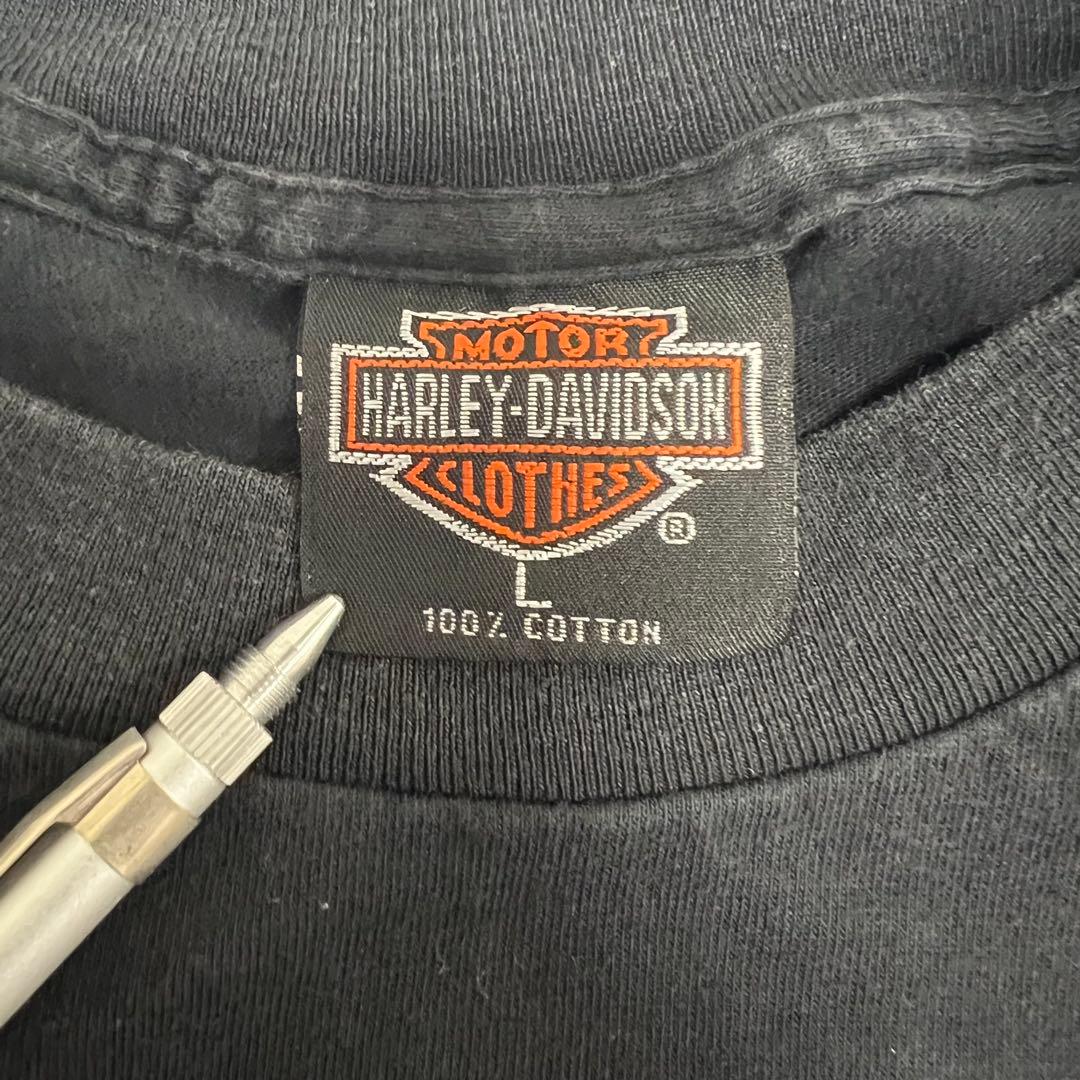 MOTOR
HARLEY-DAVIDSON
CLOTHES
®
L
100% COTTON